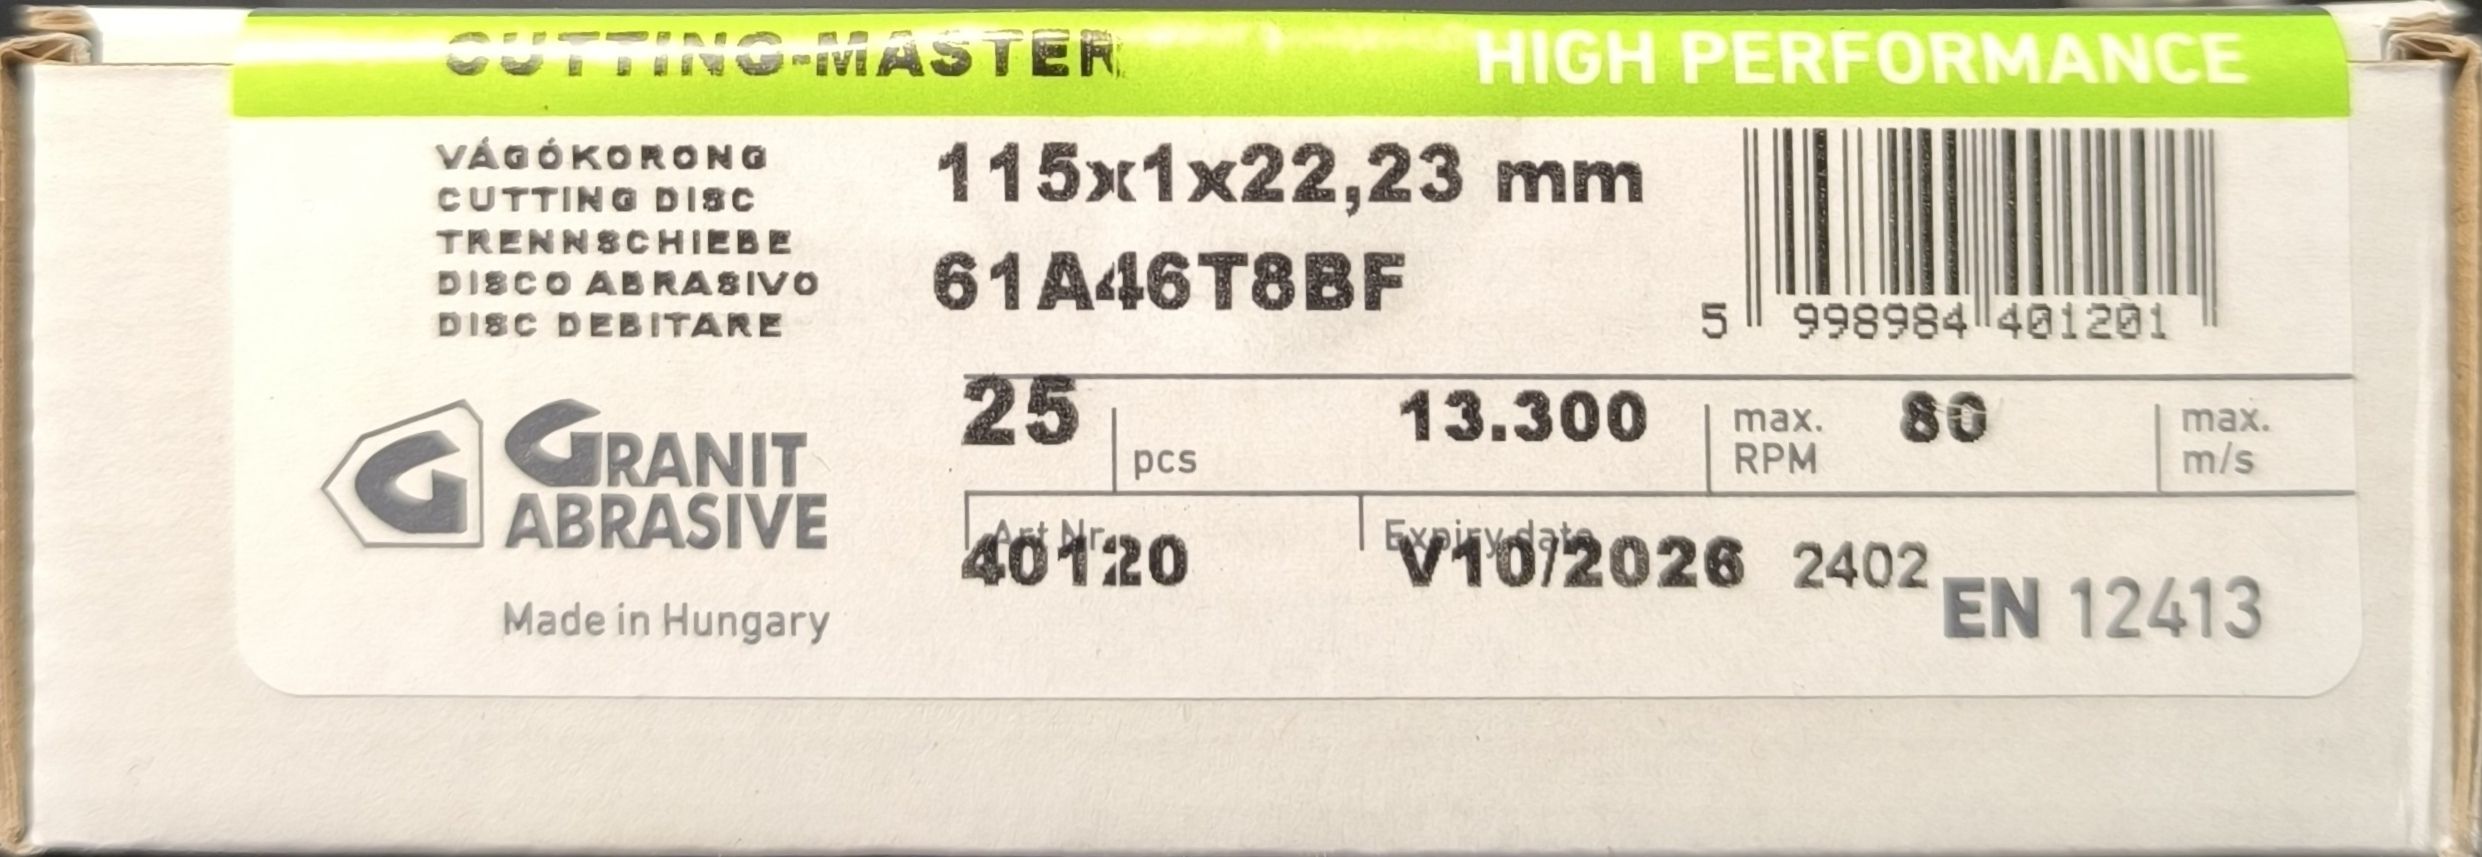 CUTTING-MASTER
HIGH PERFORMANCE
VÁGÓKORONG
CUTTING DISC
TRENNSCHIEBE
DISCO ABRASIVO
DISC DEBITARE
115x1x22,23 mm
61A46T8BF
5 998984 401201
25 pcs
13.300 max. RPM
80 max. m/s
G
GRANIT
ABRASIVE
Made in Hungary
Art Nr.
40120
Expiry date
V10/2026 2402
EN 12413